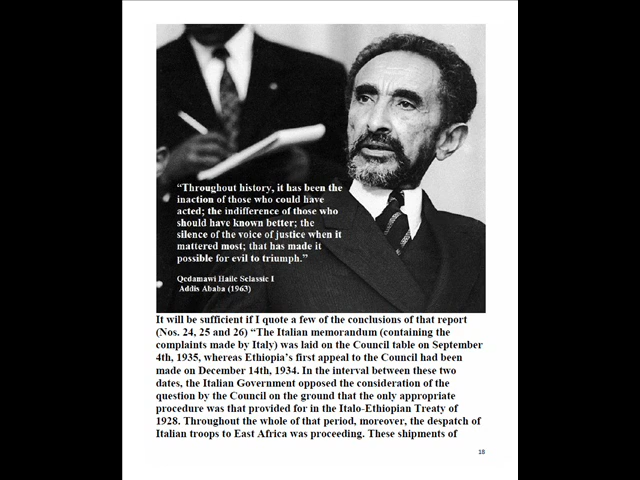 “Throughout history, it has been the
inaction of those who could have
acted; the indifference of those who
should have known better; the
silence of the voice of justice when it
mattered most; that has made it
possible for evil to triumph.”
Qedamawi Haile Selassie I
Addis Ababa (1963)
It will be sufficient if I quote a few of the conclusions of that report
(Nos. 24, 25 and 26) “The Italian memorandum (containing the
complaints made by Italy) was laid on the Council table on September
4th, 1935, whereas Ethiopia’s first appeal to the Council had been
made on December 14th, 1934. In the interval between these two
dates, the Italian Government opposed the consideration of the
question by the Council on the ground that the only appropriate
procedure was that provided for in the Italo-Ethiopian Treaty of
1928. Throughout the whole of that period, moreover, the despatch of
Italian troops to East Africa was proceeding. These shipments of
18